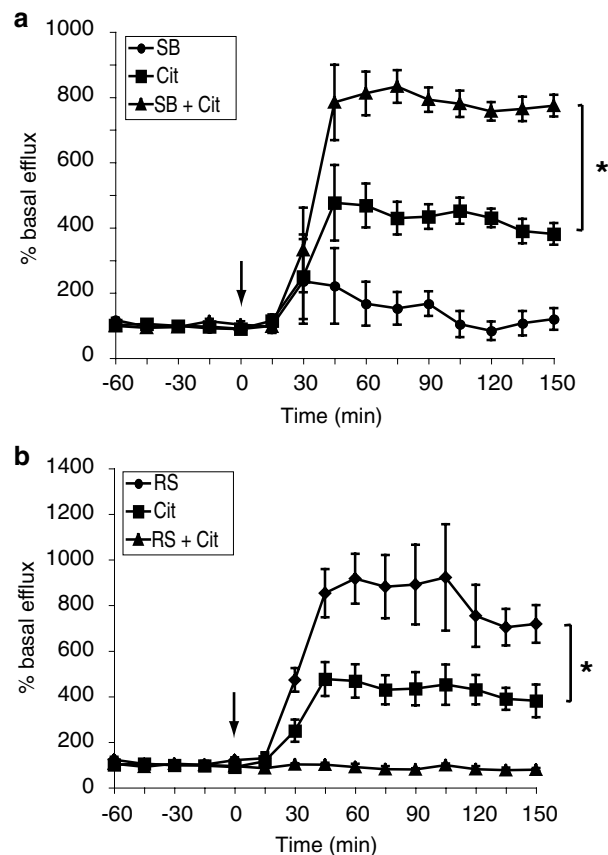 a
1000
800
600
400
200
0
% basal efflux
SB
Cit
SB + Cit
*
-60 -30 0 30 60 90 120 150
Time (min)
b
1400
1200
1000
800
600
400
200
0
% basal efflux
RS
Cit
RS + Cit
*
-60 -30 0 30 60 90 120 150
Time (min)